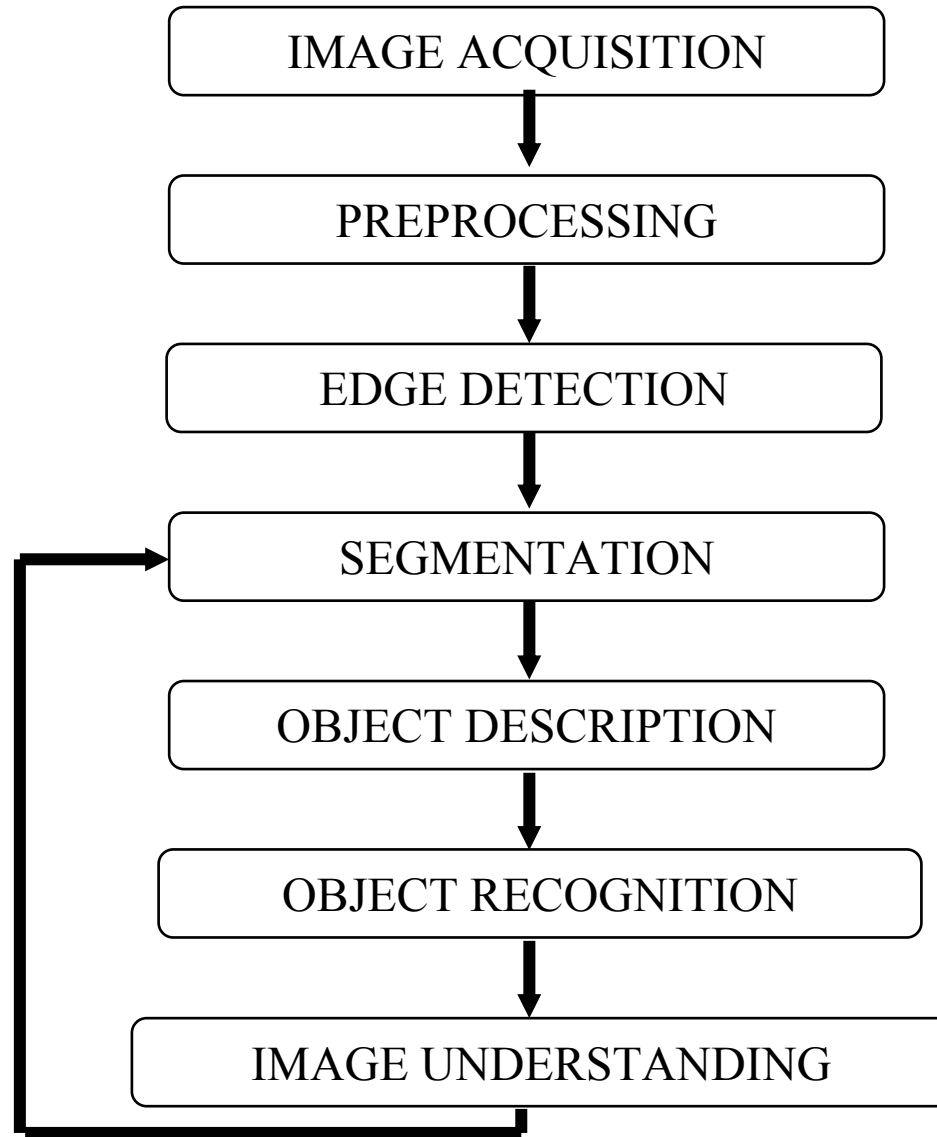 IMAGE ACQUISITION
PREPROCESSING
EDGE DETECTION
SEGMENTATION
OBJECT DESCRIPTION
OBJECT RECOGNITION
IMAGE UNDERSTANDING